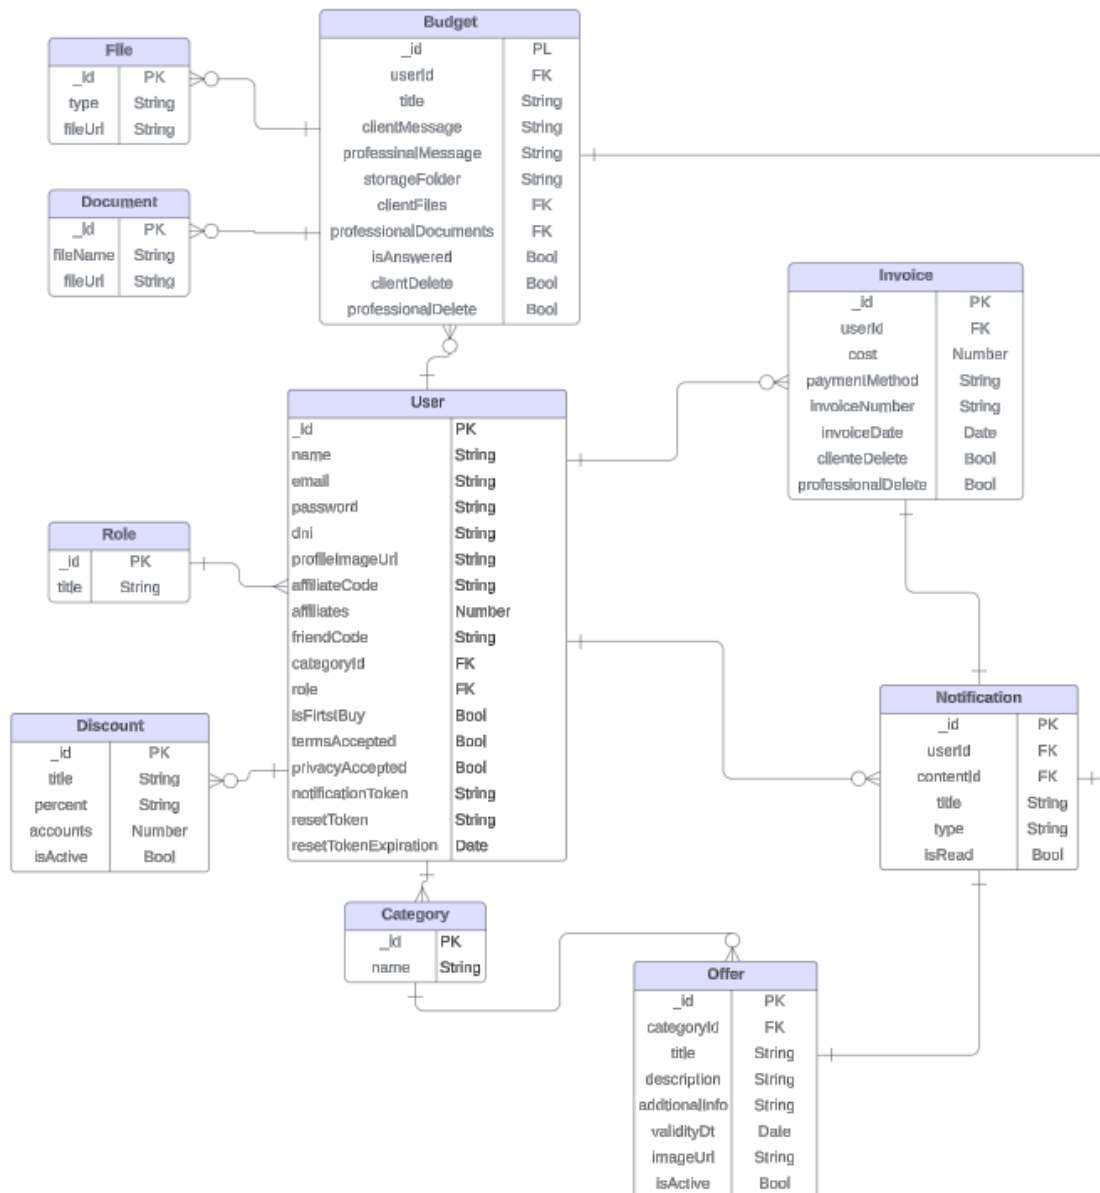 Budget
_id PL
userId FK
title String
clientMessage String
professinalMessage String
storageFolder String
clientFiles FK
professionalDocuments FK
isAnswered Bool
clientDelete Bool
professionalDelete Bool
File
_id PK
type String
fileUrl String
Document
_id PK
fileName String
fileUrl String
Invoice
_id PK
userId FK
cost Number
paymentMethod String
invoiceNumber String
invoiceDate Date
clienteDelete Bool
professionalDelete Bool
User
_id PK
name String
email String
password String
dni String
profileImageUrl String
affiliateCode String
affiliates Number
friendCode String
categoryId FK
role FK
isFirtstBuy Bool
termsAccepted Bool
privacyAccepted Bool
notificationToken String
resetToken String
resetTokenExpiration Date
Role
_id PK
title String
Discount
_id PK
title String
percent String
accounts Number
isActive Bool
Notification
_id PK
userId FK
contentId FK
title String
type String
isRead Bool
Category
_id PK
name String
Offer
_id PK
categoryId FK
title String
description String
addtionalInfo String
validityDt Date
imageUrl String
isActive Bool